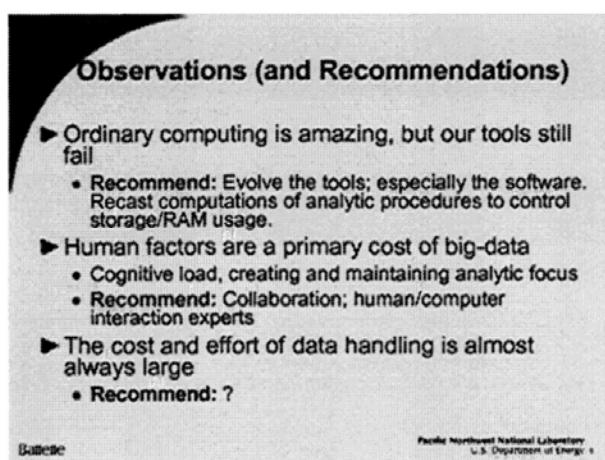 Observations (and Recommendations)
Ordinary computing is amazing, but our tools still
fail
• Recommend: Evolve the tools; especially the software.
Recast computations of analytic procedures to control
storage/RAM usage.
Human factors are a primary cost of big-data
• Cognitive load, creating and maintaining analytic focus
• Recommend: Collaboration; human/computer
interaction experts
The cost and effort of data handling is almost
always large
• Recommend: ?
Battelle
Pacific Northwest National Laboratory
U.S. Department of Energy